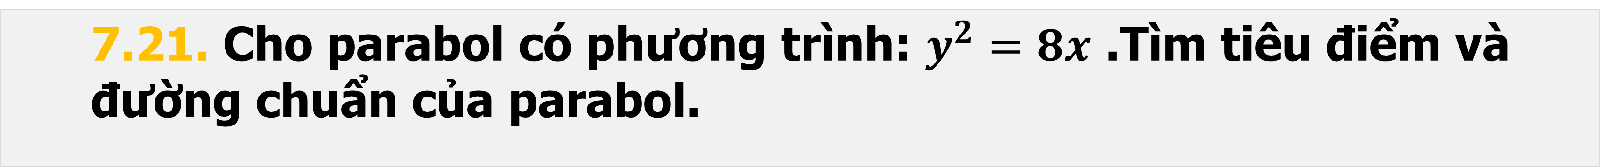 7.21. Cho parabol có phương trình: y² = 8x .Tìm tiêu điểm và
đường chuẩn của parabol.